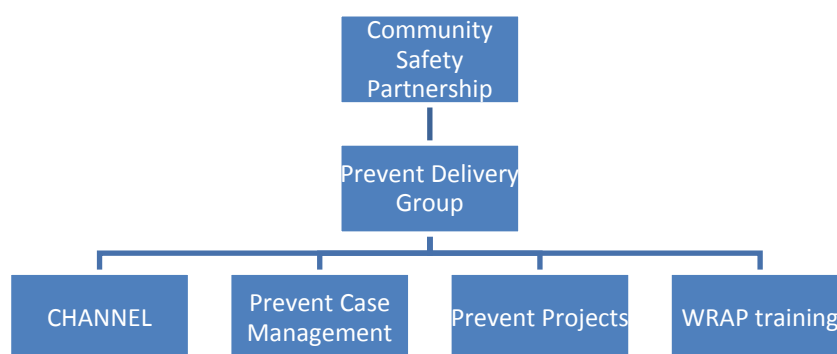 Community
Safety
Partnership
Prevent Delivery
Group
CHANNEL
Prevent Case
Management
Prevent Projects
WRAP training